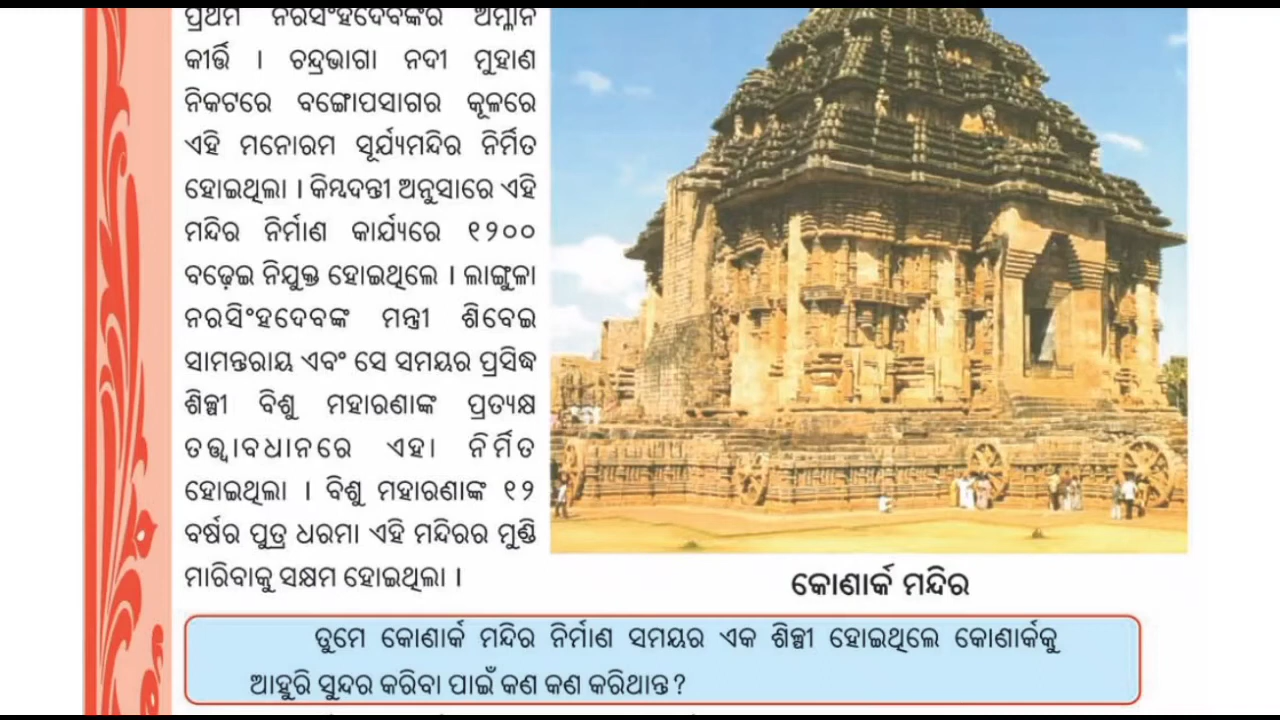 ପ୍ରଥମ ନରସିଂହଦେବଙ୍କର ଅମ୍ଳାନ
କୀର୍ତ୍ତି । ଚନ୍ଦ୍ରଭାଗା ନଦୀ ମୁହାଣ
ନିକଟରେ ବଙ୍ଗୋପସାଗର କୂଳରେ
ଏହି ମନୋରମ ସୂର୍ଯ୍ୟମନ୍ଦିର ନିର୍ମିତ
ହୋଇଥିଲା । କିମ୍ବଦନ୍ତୀ ଅନୁସାରେ ଏହି
ମନ୍ଦିର ନିର୍ମାଣ କାର୍ଯ୍ୟରେ ୧୨୦୦
ବଢ଼େଇ ନିଯୁକ୍ତ ହୋଇଥିଲେ । ଲାଙ୍ଗୁଳା
ନରସିଂହଦେବଙ୍କ ମନ୍ତ୍ରୀ ଶିବେଇ
ସାମନ୍ତରାୟ ଏବଂ ସେ ସମୟର ପ୍ରସିଦ୍ଧ
ଶିଳ୍ପୀ ବିଶୁ ମହାରଣାଙ୍କ ପ୍ରତ୍ୟକ୍ଷ
ତତ୍ତ୍ୱାବଧାନରେ ଏହା ନିର୍ମିତ
ହୋଇଥିଲା । ବିଶୁ ମହାରଣାଙ୍କ ୧୨
ବର୍ଷର ପୁତ୍ର ଧରମା ଏହି ମନ୍ଦିରର ମୁଣ୍ଡି
ମାରିବାକୁ ସକ୍ଷମ ହୋଇଥିଲା ।
କୋଣାର୍କ ମନ୍ଦିର
ତୁମେ କୋଣାର୍କ ମନ୍ଦିର ନିର୍ମାଣ ସମୟର ଏକ ଶିଳ୍ପୀ ହୋଇଥିଲେ କୋଣାର୍କକୁ
ଆହୁରି ସୁନ୍ଦର କରିବା ପାଇଁ କଣ କଣ କରିଥାନ୍ତ ?